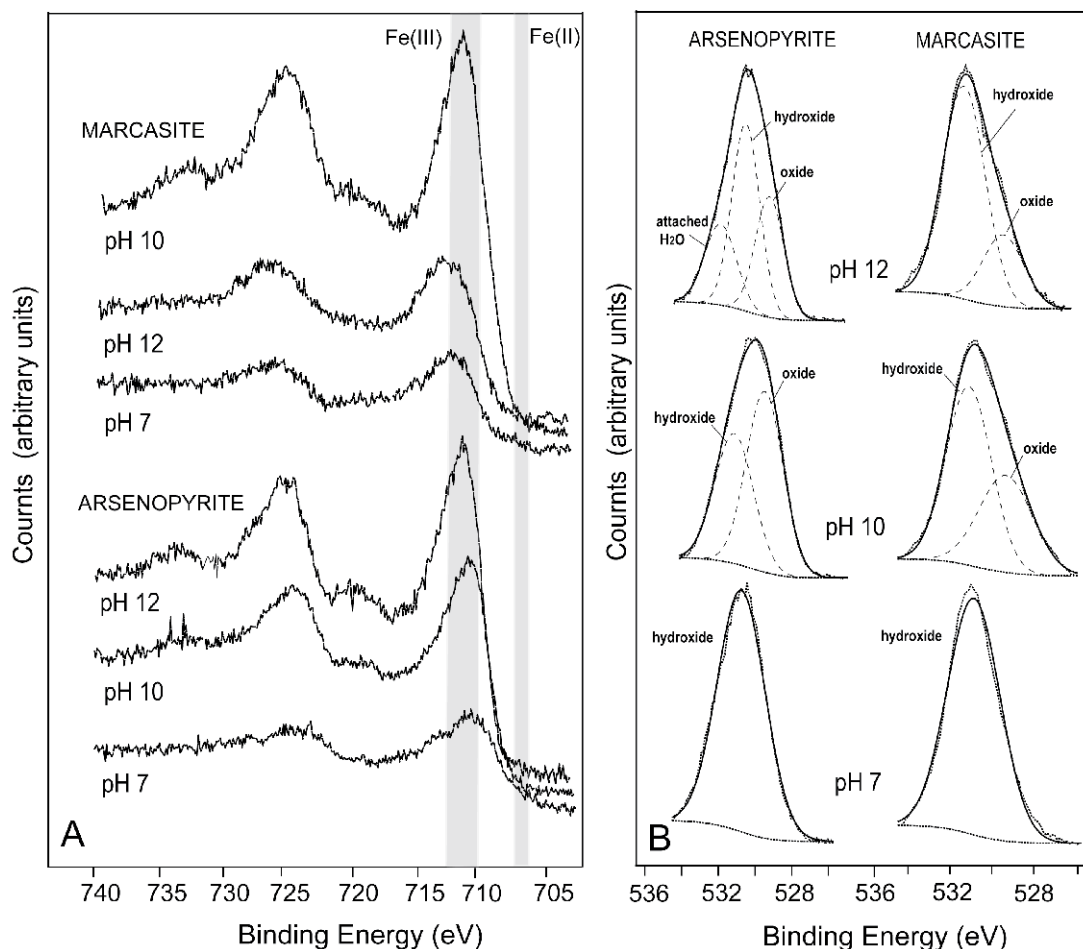 Fe(III) Fe(II)
MARCASITE
pH 10
pH 12
pH 7
ARSENOPYRITE
pH 12
pH 10
pH 7
A
Cournts (arbitrary units)
740 730 725 720 715 710 705
Binding Energy (eV)
ARSENOPYRITE MARCASITE
hydroxide
oxide
attached
H2O
hydroxide
oxide
pH 12
hydroxide
oxide
hydroxide
oxide
pH 10
hydroxide
hydroxide
pH 7
B
Cournts (arbitrary units)
536 532 528 536 532 528
Binding Energy (eV)